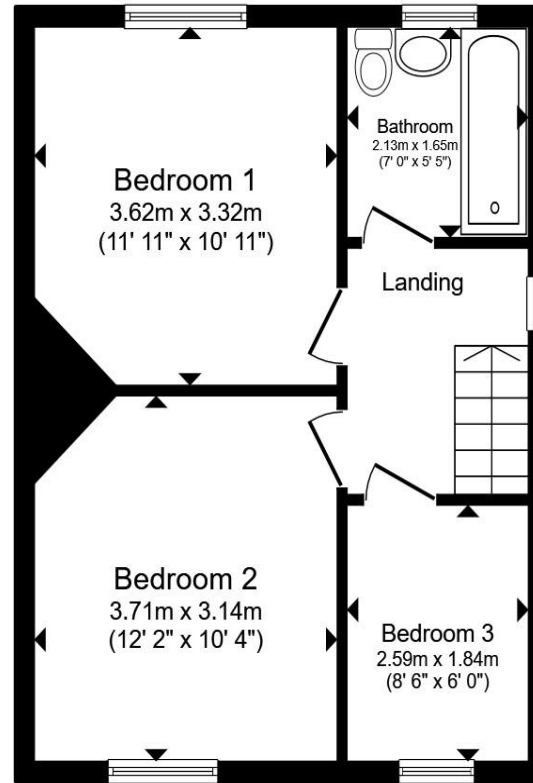 Bedroom 1
3.62m x 3.32m
(11' 11" x 10' 11")
Bathroom
2.13m x 1.65m
(7' 0" x 5' 5")
Landing
Bedroom 2
3.71m x 3.14m
(12' 2" x 10' 4")
Bedroom 3
2.59m x 1.84m
(8' 6" x 6' 0")